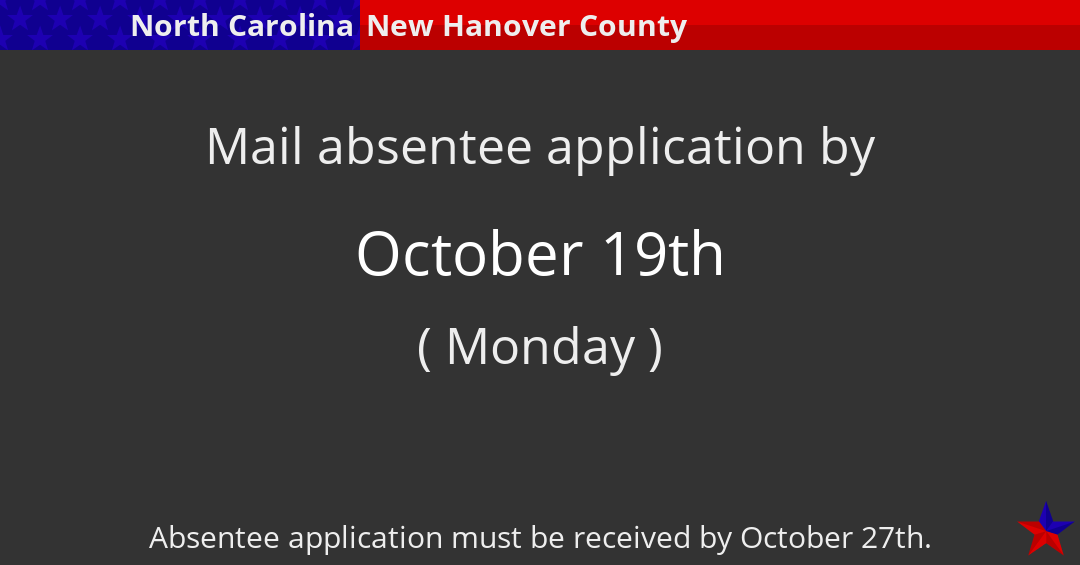 North Carolina New Hanover County
Mail absentee application by
October 19th
( Monday )
Absentee application must be received by October 27th.